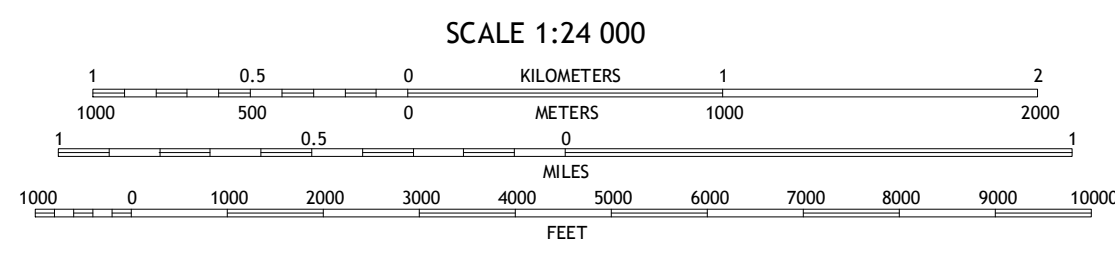 SCALE 1:24 000
1 0.5 0 KILOMETERS 1 2
1000 500 0 METERS 1000 2000
1 0.5 0 1
MILES
1000 0 1000 2000 3000 4000 5000 6000 7000 8000 9000 10000
FEET